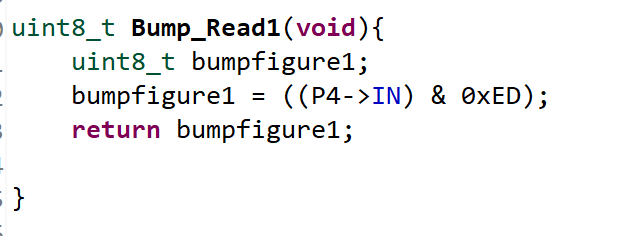 uint8_t Bump_Read1(void){
uint8_t bumpfigure1;
bumpfigure1 = ((P4->IN) & 0xED);
return bumpfigure1;
}